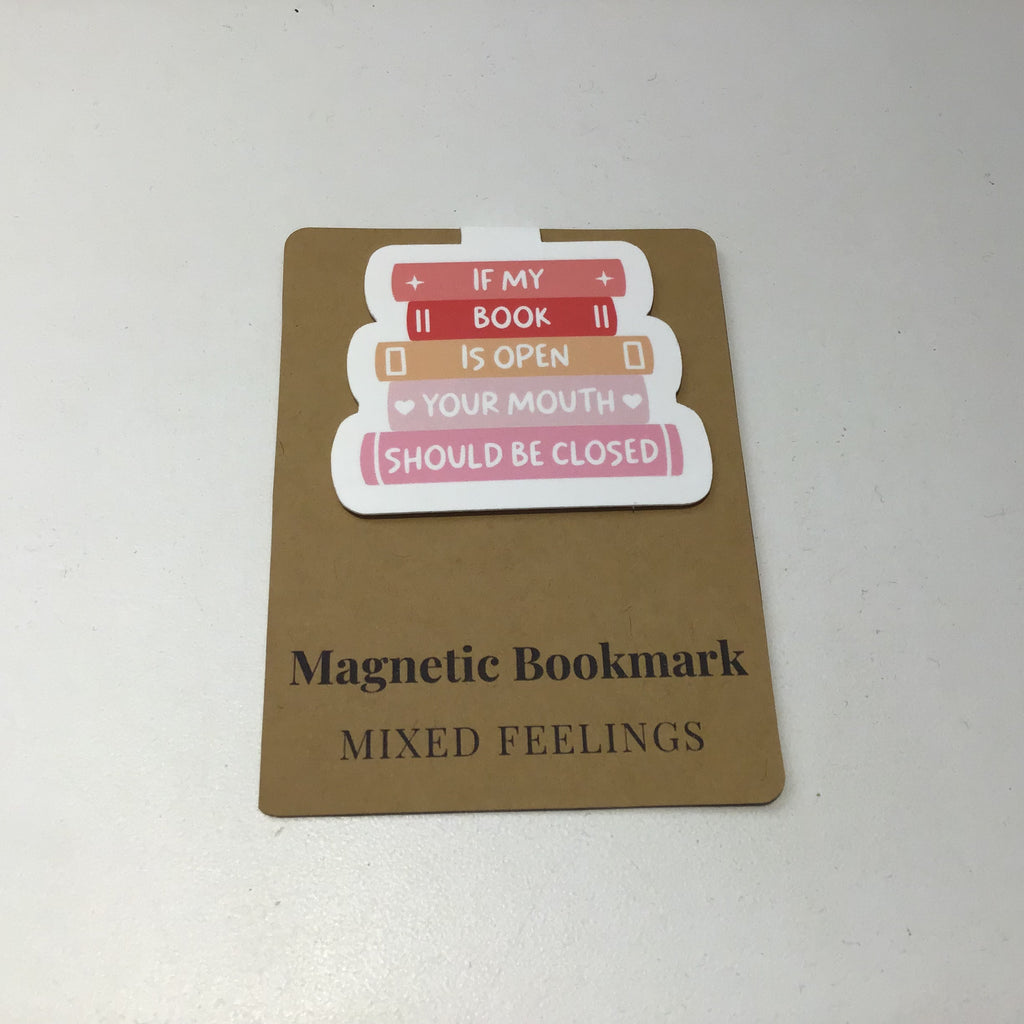 IF MY
BOOK
IS OPEN
YOUR MOUTH
SHOULD BE CLOSED
Magnetic Bookmark
MIXED FEELINGS